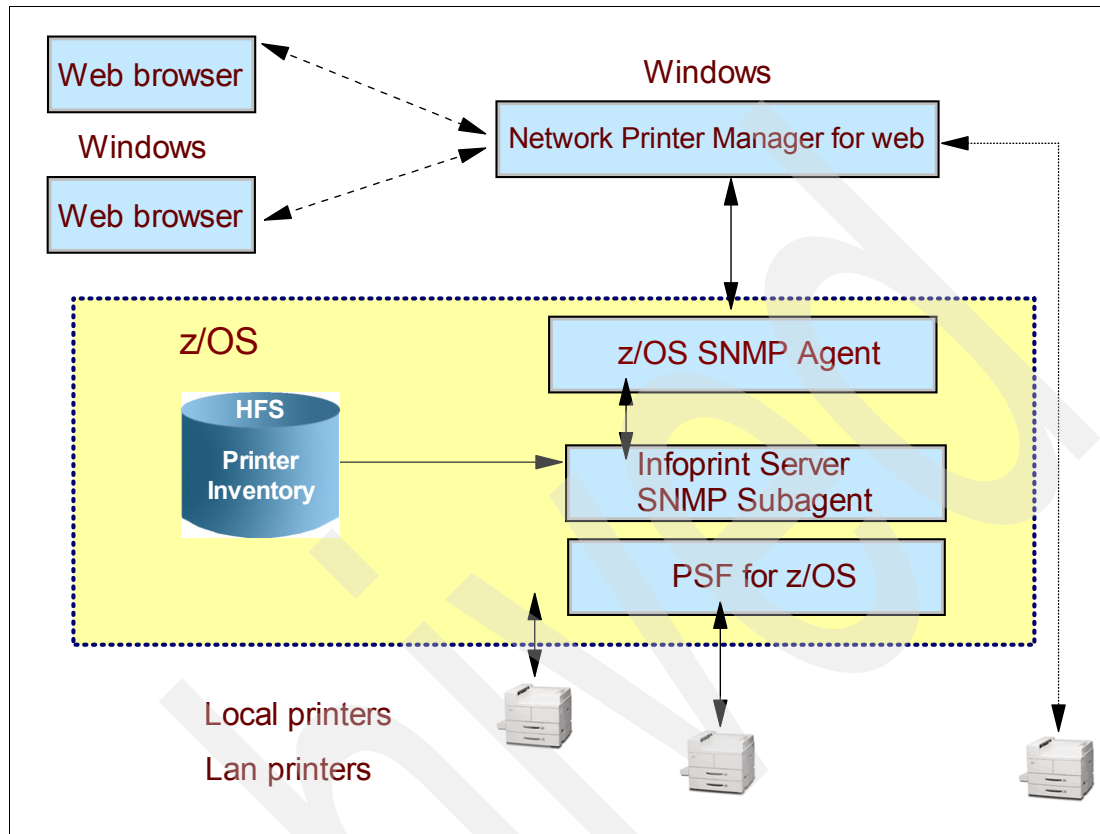 Web browser
Windows
Web browser
Windows
Network Printer Manager for web
z/OS
z/OS SNMP Agent
HFS
Printer
Inventory
Infoprint Server
SNMP Subagent
PSF for z/OS
Local printers
Lan printers